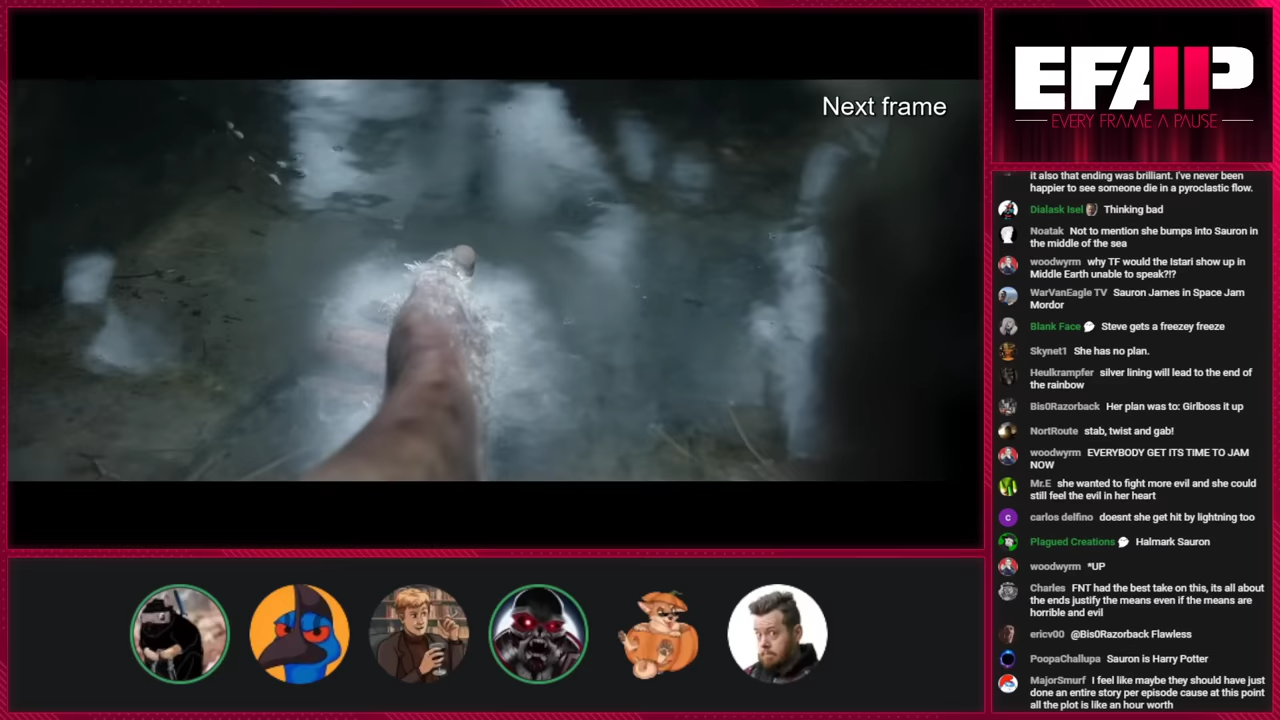 Next frame
EFAP
EVERY FRAME A PAUSE
it also that ending was brilliant. I've never been
happier to see someone die in a pyroclastic flow.
Dialask Isel Thinking bad
Noatak Not to mention she bumps into Sauron in
the middle of the sea
woodwyrm why TF would the Istari show up in
Middle Earth unable to speak?!?
WarVanEagle TV Sauron James in Space Jam
Mordor
Blank Face Steve gets a freezey freeze
Skynet1 She has no plan.
Heulkrampfer silver lining will lead to the end of
the rainbow
Bis0Razorback Her plan was to: Girlboss it up
NortRoute stab, twist and gab!
woodwyrm EVERYBODY GET ITS TIME TO JAM
NOW
Mr.E she wanted to fight more evil and she could
still feel the evil in her heart
c carlos delfino doesnt she get hit by lightning too
Plagued Creations Halmark Sauron
woodwyrm *UP
Charles FNT had the best take on this, its all about
the ends justify the means even if the means are
horrible and evil
ericv00 @Bis0Razorback Flawless
PoopaChallupa Sauron is Harry Potter
MajorSmurf I feel like maybe they should have just
done an entire story per episode cause at this point
all the plot is like an hour worth